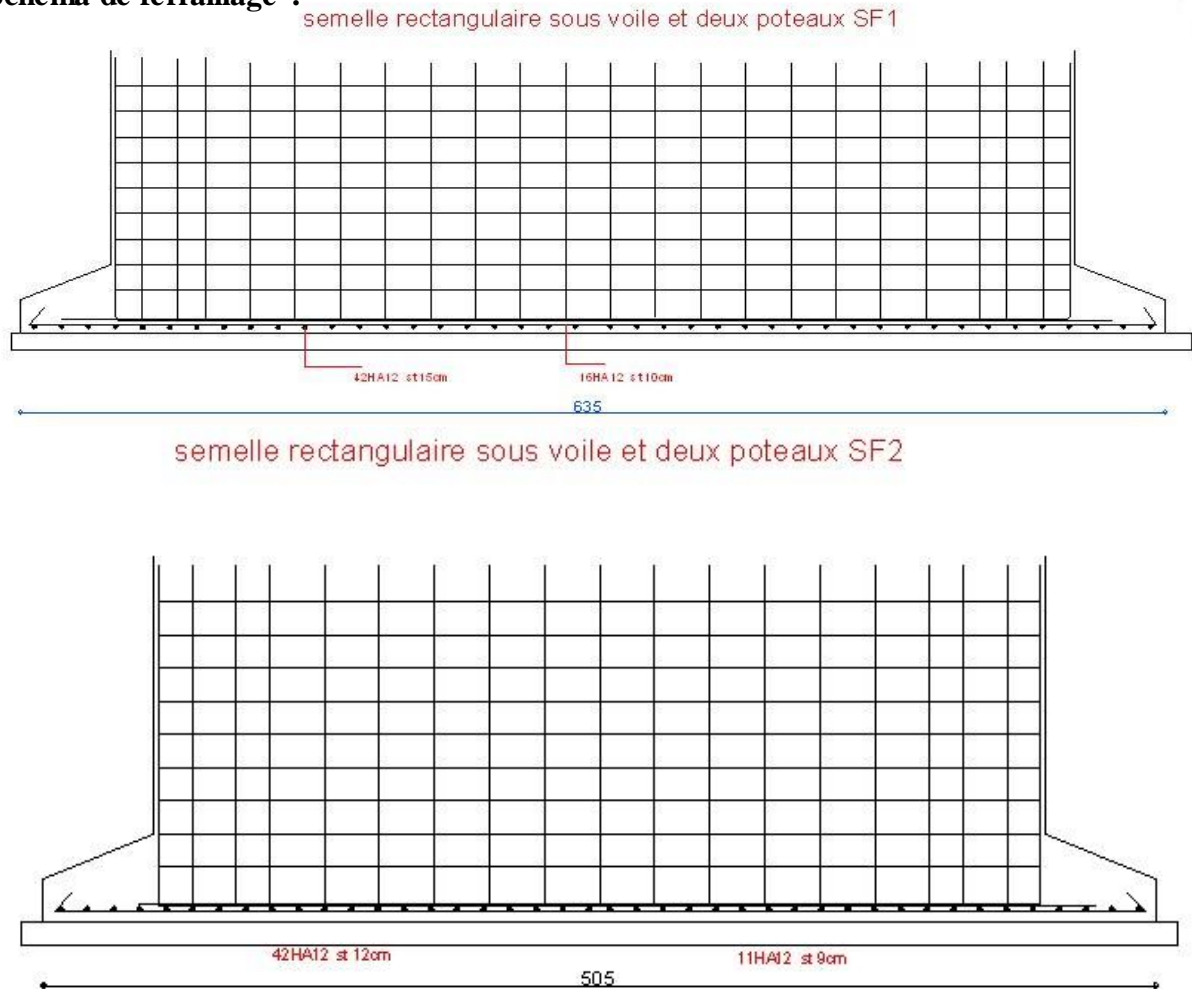 de ferraillage :
semelle rectangulaire sous voile et deux poteaux SF1
42HA12 st15cm
16HA12 st10cm
635
semelle rectangulaire sous voile et deux poteaux SF2
42HA12 st 12cm
11HA12 st 9cm
505